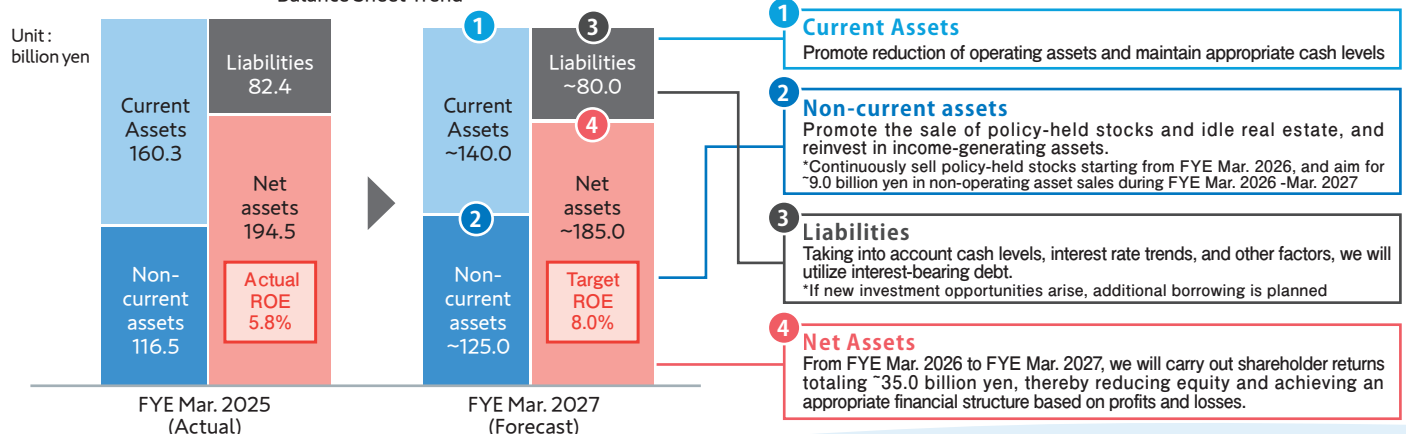 Balance Sheet Trend
Unit :
billion yen
Current
Assets
160.3
Non-
current
assets
116.5
Liabilities
82.4
Net
assets
194.5
Actual
ROE
5.8%
FYE Mar. 2025
(Actual)
1
Current
Assets
~140.0
2
Non-
current
assets
~125.0
3
Liabilities
~80.0
4
Net
assets
~185.0
Target
ROE
8.0%
FYE Mar. 2027
(Forecast)
1
Current Assets
Promote reduction of operating assets and maintain appropriate cash levels
2
Non-current assets
Promote the sale of policy-held stocks and idle real estate, and
reinvest in income-generating assets.
*Continuously sell policy-held stocks starting from FYE Mar. 2026, and aim for
~9.0 billion yen in non-operating asset sales during FYE Mar. 2026 -Mar. 2027
3
Liabilities
Taking into account cash levels, interest rate trends, and other factors, we will
utilize interest-bearing debt.
*If new investment opportunities arise, additional borrowing is planned
4
Net Assets
From FYE Mar. 2026 to FYE Mar. 2027, we will carry out shareholder returns
totaling ~35.0 billion yen, thereby reducing equity and achieving an
appropriate financial structure based on profits and losses.